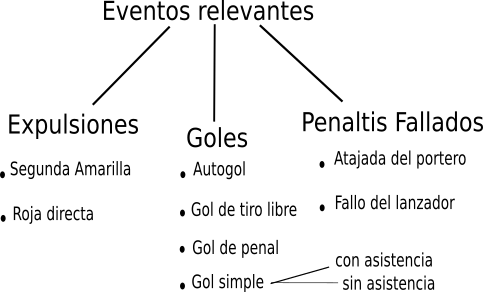 Eventos relevantes
Expulsiones
Segunda Amarilla
Roja directa
Goles
Autogol
Gol de tiro libre
Gol de penal
Gol simple
con asistencia
sin asistencia
Penaltis Fallados
Atajada del portero
Fallo del lanzador